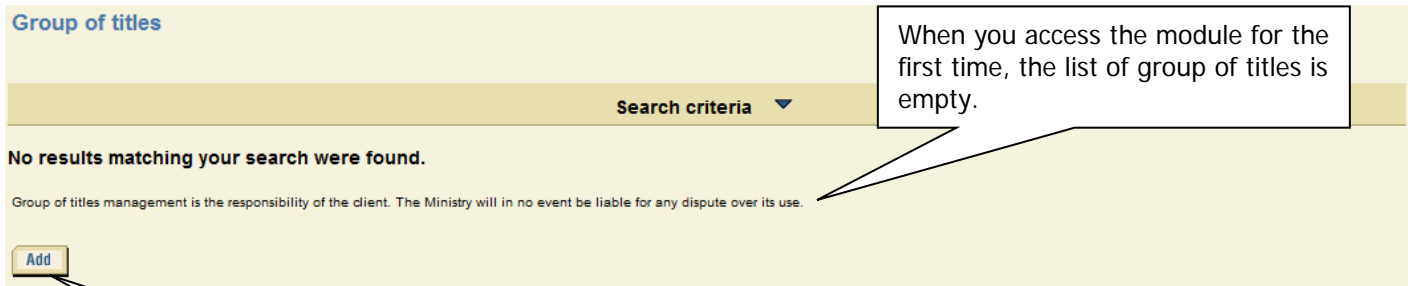 Group of titles
When you access the module for the
first time, the list of group of titles is
empty.
Search criteria
No results matching your search were found.
Group of titles management is the responsibility of the client. The Ministry will in no event be liable for any dispute over its use.
Add